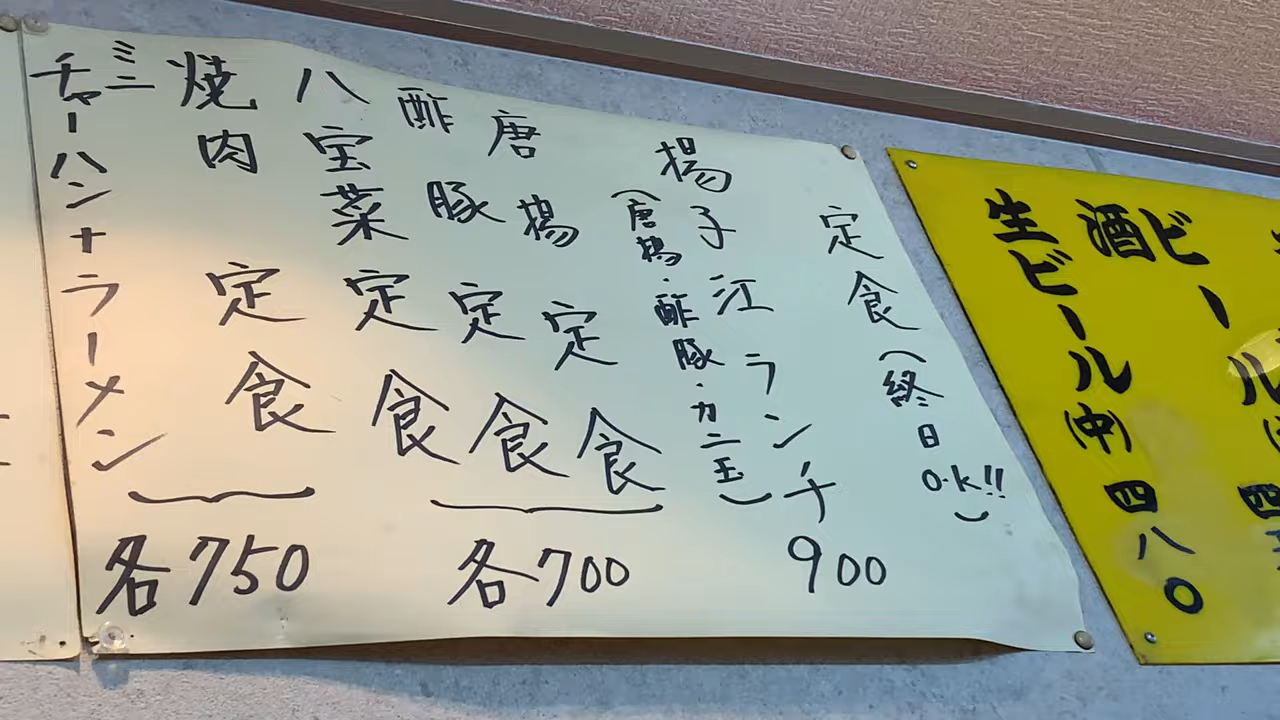 ビール
酒
生ビール(中)四八〇
定食(終日O.K!!)
揚子江ランチ
(唐揚・酢豚・カニ玉)
900
唐揚定食
酢豚定食
八宝菜定食
各700
焼肉定食
ミニ
チャーハン+ラーメン
各750